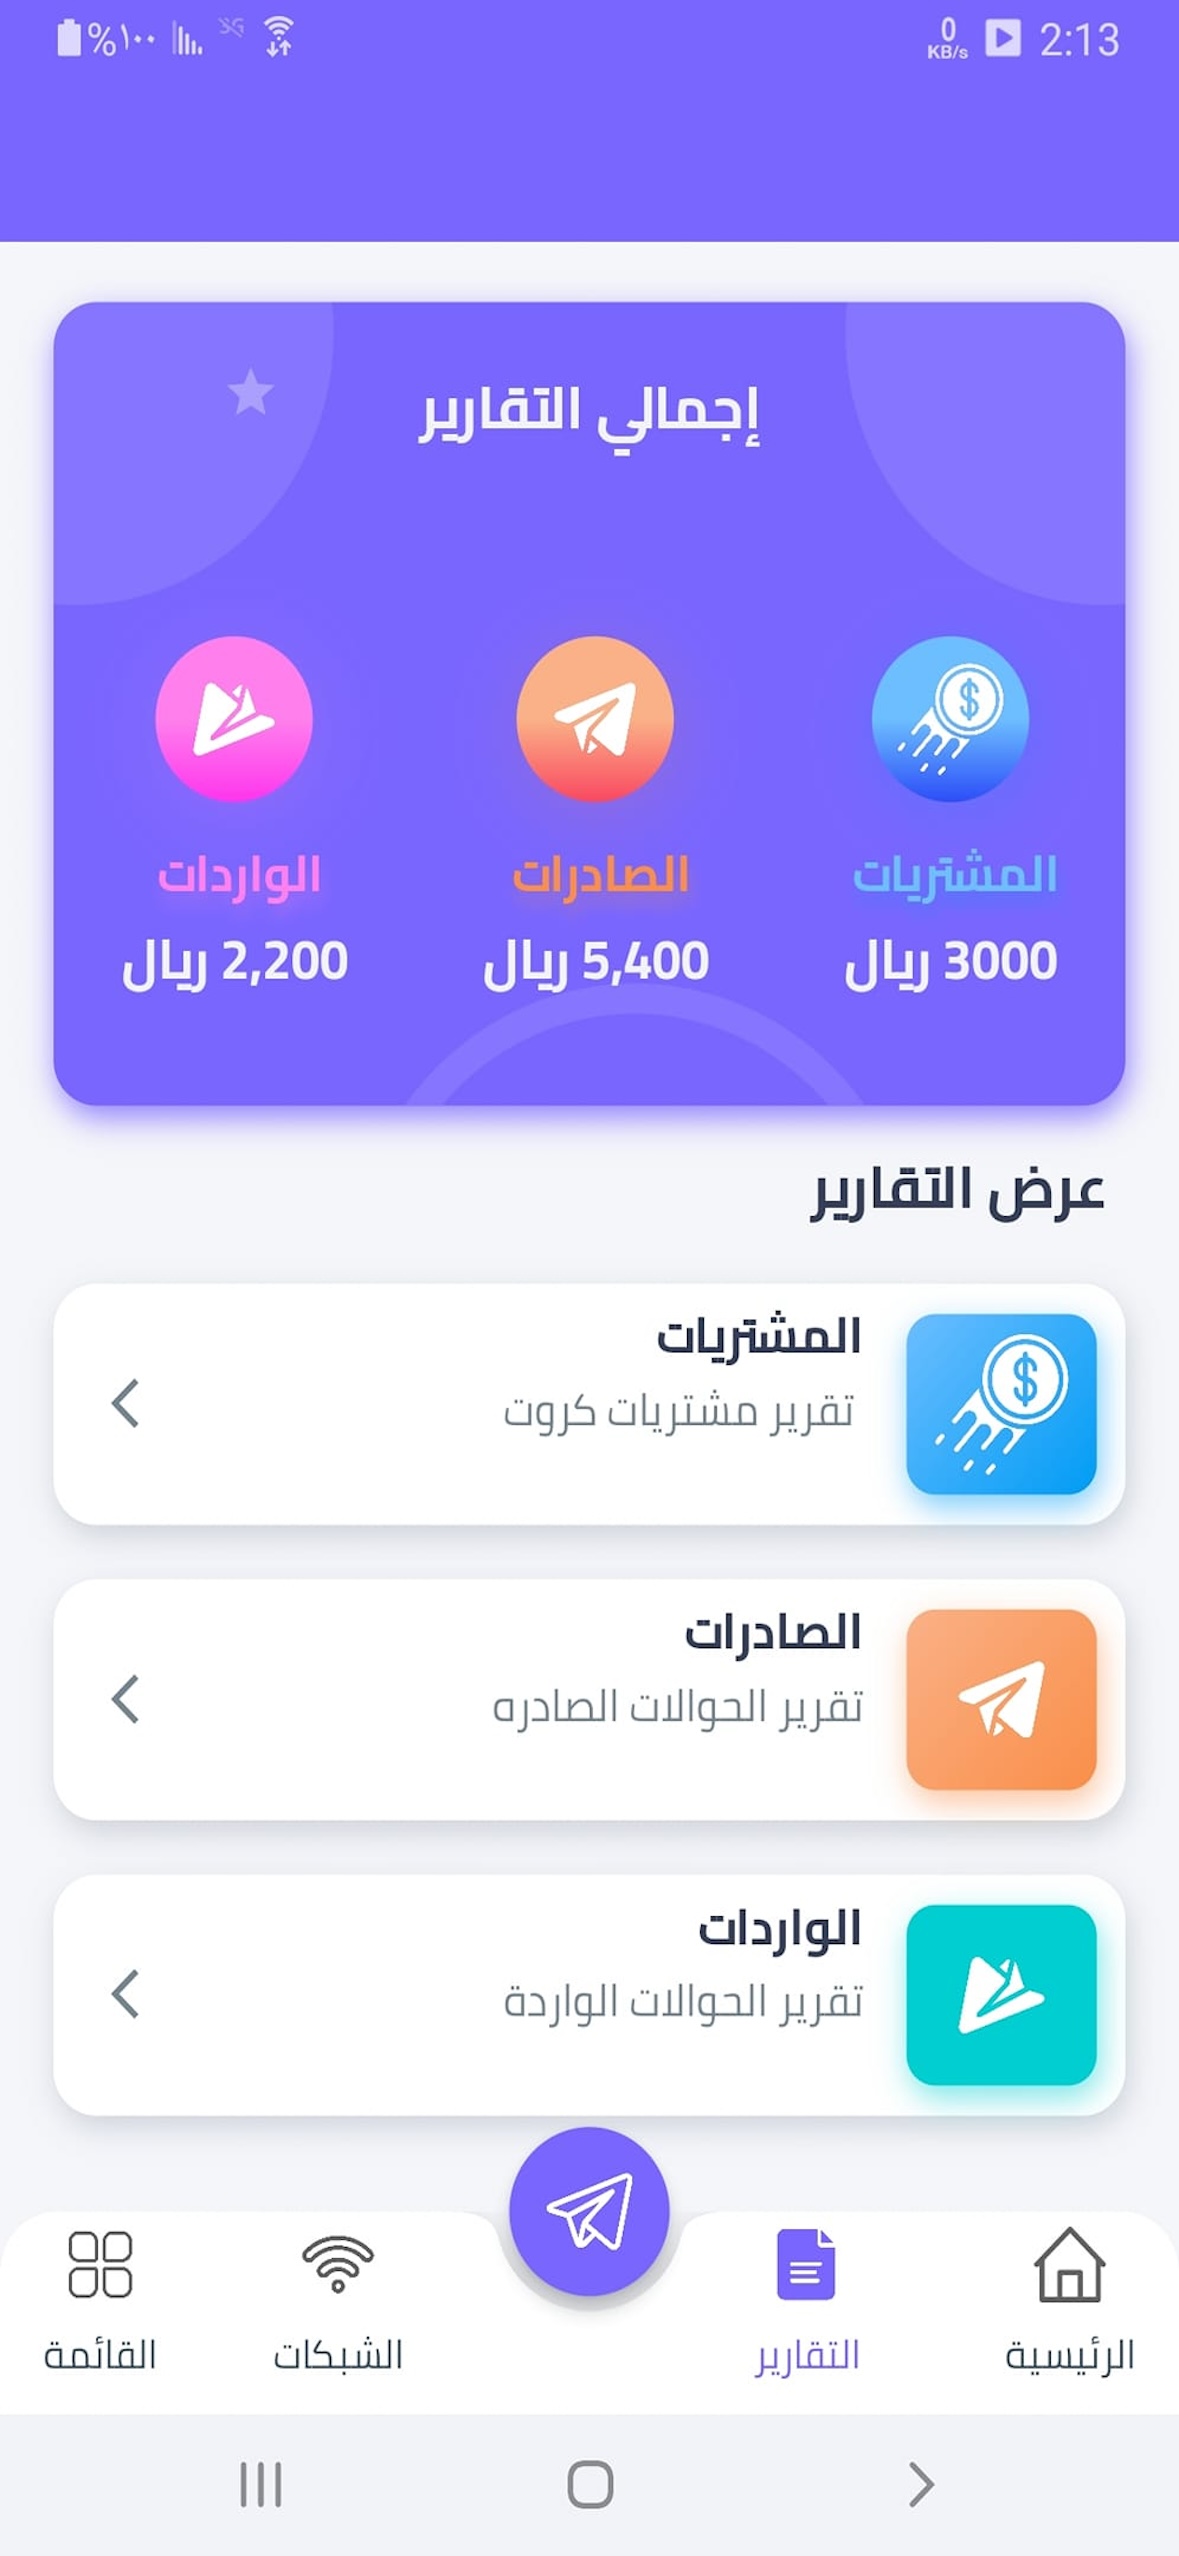 2:13
0
KB/s
3G
%١٠٠
إجمالي التقارير
المشتريات
الصادرات
الواردات
3000 ريال
5,400 ريال
2,200 ريال
عرض التقارير
المشتريات
تقرير مشتريات كروت
الصادرات
تقرير الحوالات الصادره
الواردات
تقرير الحوالات الواردة
الرئيسية
التقارير
الشبكات
القائمة